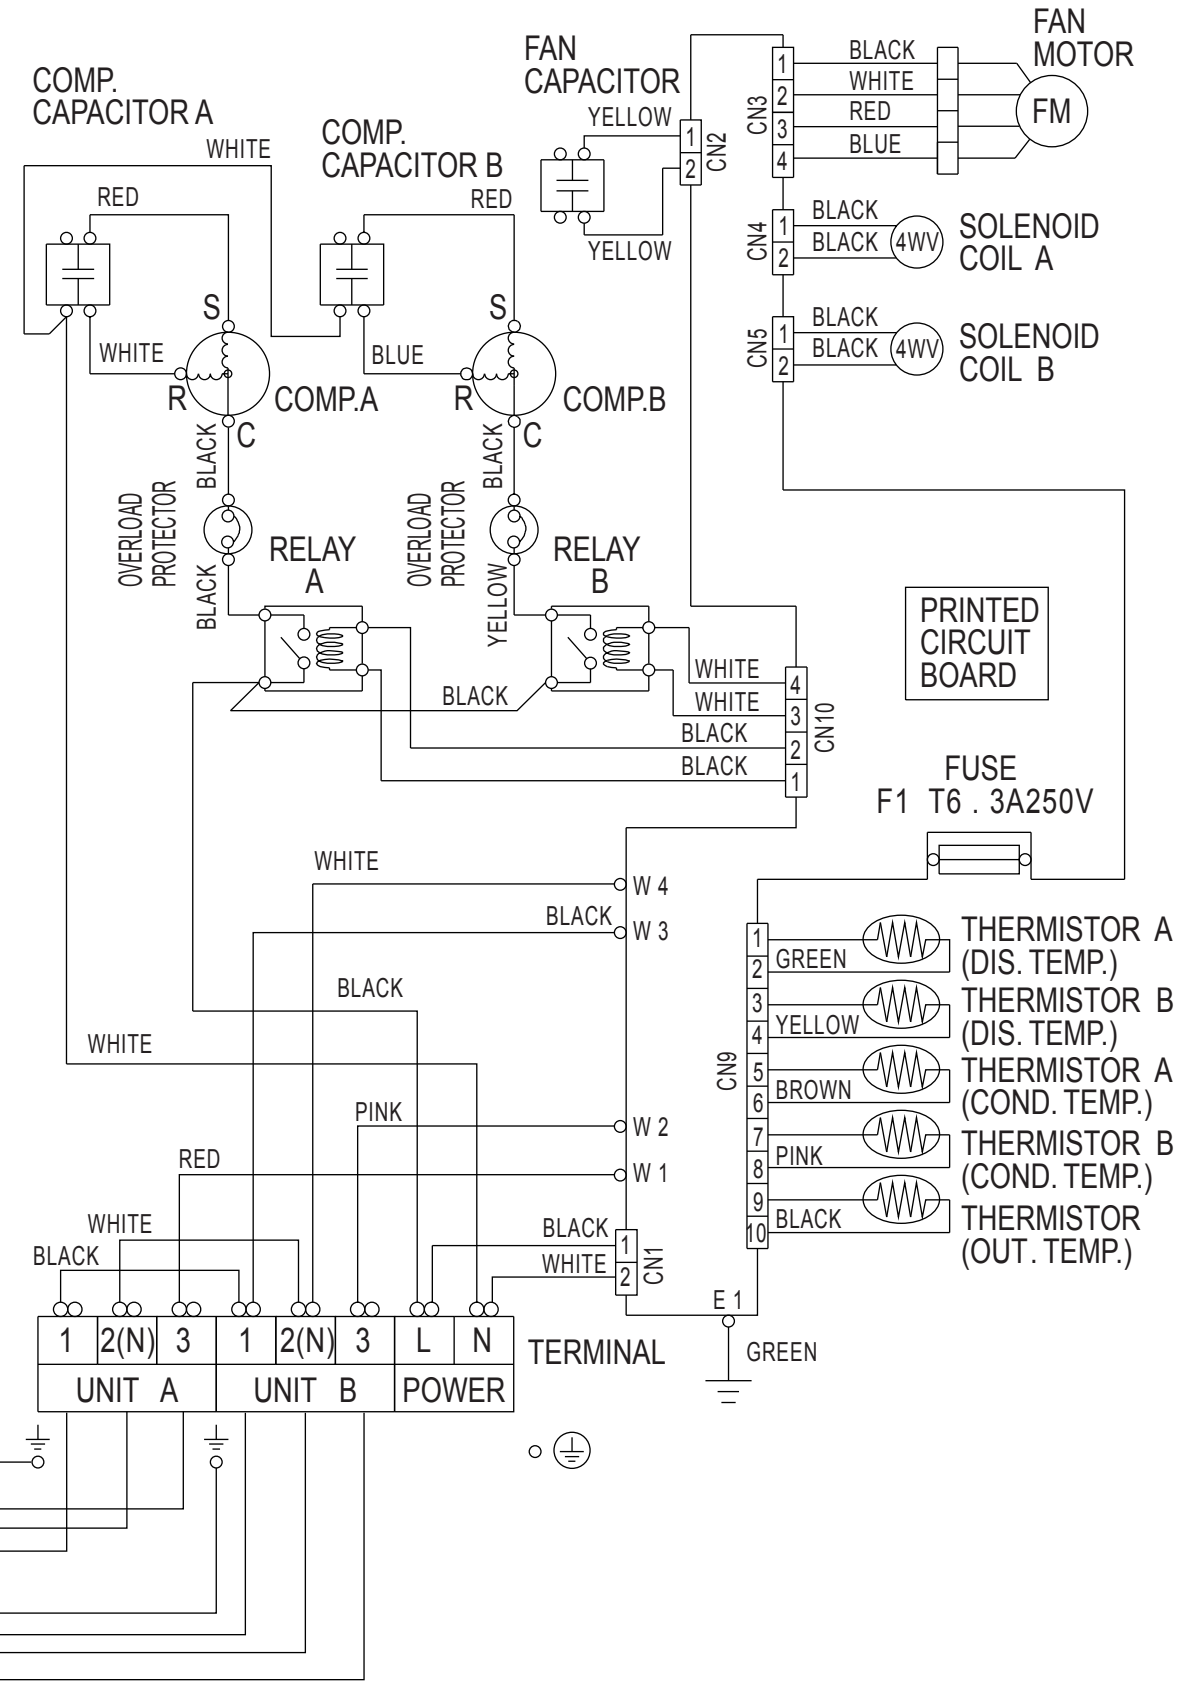 FAN
MOTOR
FAN
CAPACITOR
COMP.
CAPACITOR A
COMP.
CAPACITOR B
WHITE
RED
RED
YELLOW
YELLOW
1
2
CN2
CN3
1
2
3
4
BLACK
WHITE
RED
BLUE
FM
CN4
1
2
BLACK
BLACK
4WV
SOLENOID
COIL A
CN5
1
2
BLACK
BLACK
4WV
SOLENOID
COIL B
S
S
WHITE
BLUE
R
R
COMP.A
COMP.B
C
C
BLACK
BLACK
OVERLOAD
PROTECTOR
OVERLOAD
PROTECTOR
RELAY
A
RELAY
B
BLACK
YELLOW
BLACK
WHITE
WHITE
BLACK
BLACK
4
3
2
1
CN10
PRINTED
CIRCUIT
BOARD
FUSE
F1 T6 . 3A250V
WHITE
W 4
BLACK
W 3
BLACK
WHITE
PINK
W 2
RED
W 1
WHITE
BLACK
BLACK
WHITE
1
2
CN1
CN9
1
2
3
4
5
6
7
8
9
10
GREEN
YELLOW
BROWN
PINK
BLACK
THERMISTOR A
(DIS. TEMP.)
THERMISTOR B
(DIS. TEMP.)
THERMISTOR A
(COND. TEMP.)
THERMISTOR B
(COND. TEMP.)
THERMISTOR
(OUT . TEMP.)
E 1
GREEN
1 2(N) 3 1 2(N) 3 L N
TERMINAL
UNIT A UNIT B POWER